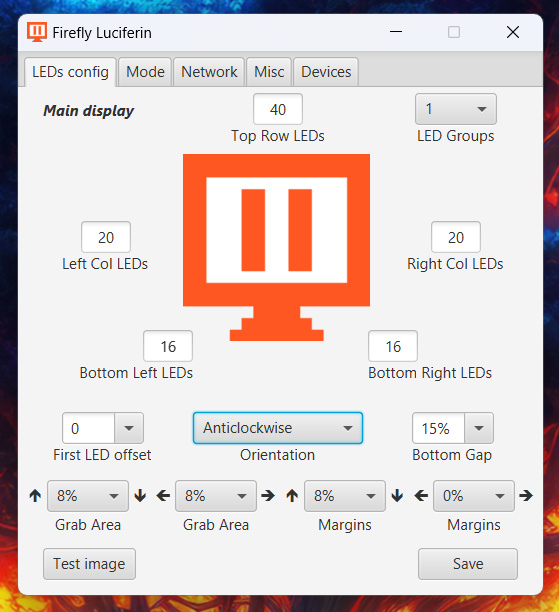 Firefly Luciferin
LEDs config Mode Network Misc Devices
Main display
40
Top Row LEDs
1
LED Groups
20
Left Col LEDs
20
Right Col LEDs
16
Bottom Left LEDs
16
Bottom Right LEDs
0
First LED offset
Anticlockwise
Orientation
15%
Bottom Gap
8%
Grab Area
8%
Grab Area
8%
Margins
0%
Margins
Test image
Save